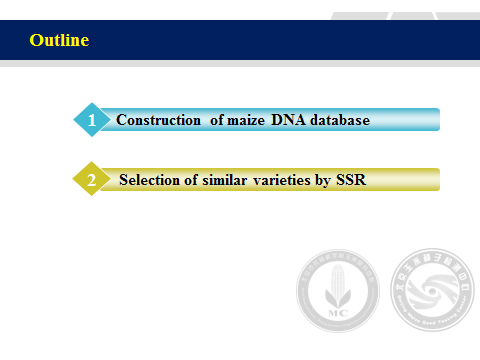 Outline
1 Construction of maize DNA database
2 Selection of similar varieties by SSR
MC